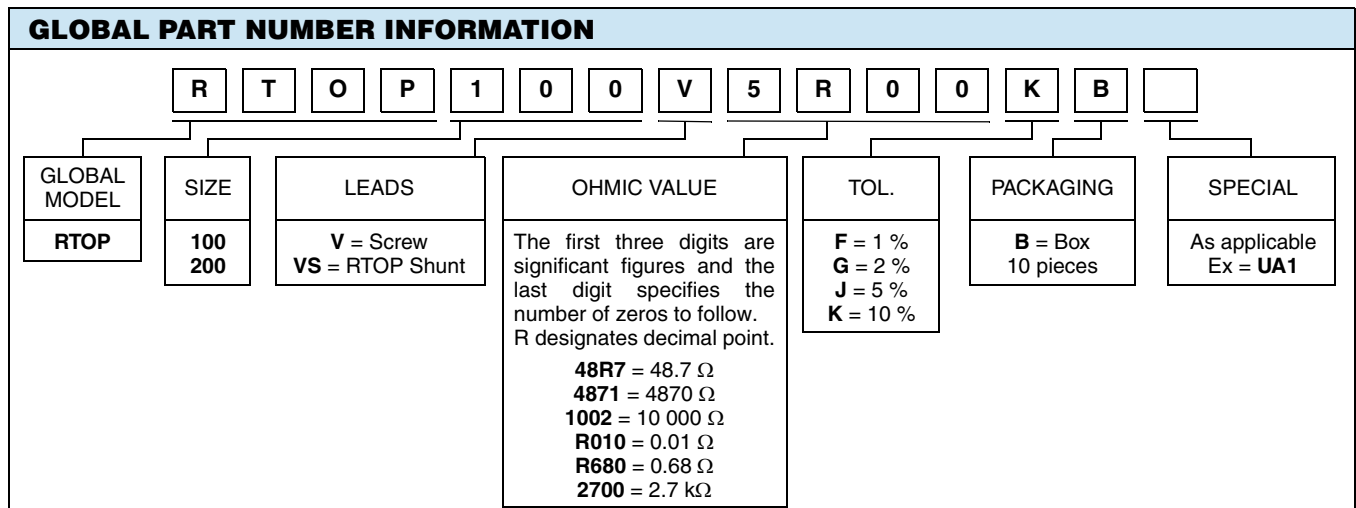 GLOBAL PART NUMBER INFORMATION
R T O P 1 0 0 V 5 R 0 0 K B
GLOBAL
MODEL
RTOP
SIZE
100
200
LEADS
V = Screw
VS = RTOP Shunt
OHMIC VALUE
The first three digits are
significant figures and the
last digit specifies the
number of zeros to follow.
R designates decimal point.
48R7 = 48.7 Ω
4871 = 4870 Ω
1002 = 10 000 Ω
R010 = 0.01 Ω
R680 = 0.68 Ω
2700 = 2.7 kΩ
TOL.
F = 1 %
G = 2 %
J = 5 %
K = 10 %
PACKAGING
B = Box
10 pieces
SPECIAL
As applicable
Ex = UA1